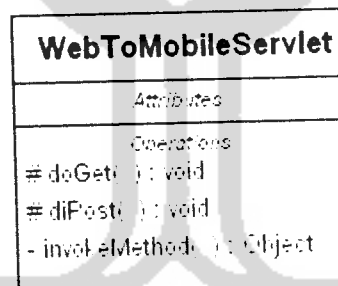 WebToMobileServlet
Attributes
Operations
# doGet( ) : void
# diPost( ) : void
- invokeMethod( ) : Object